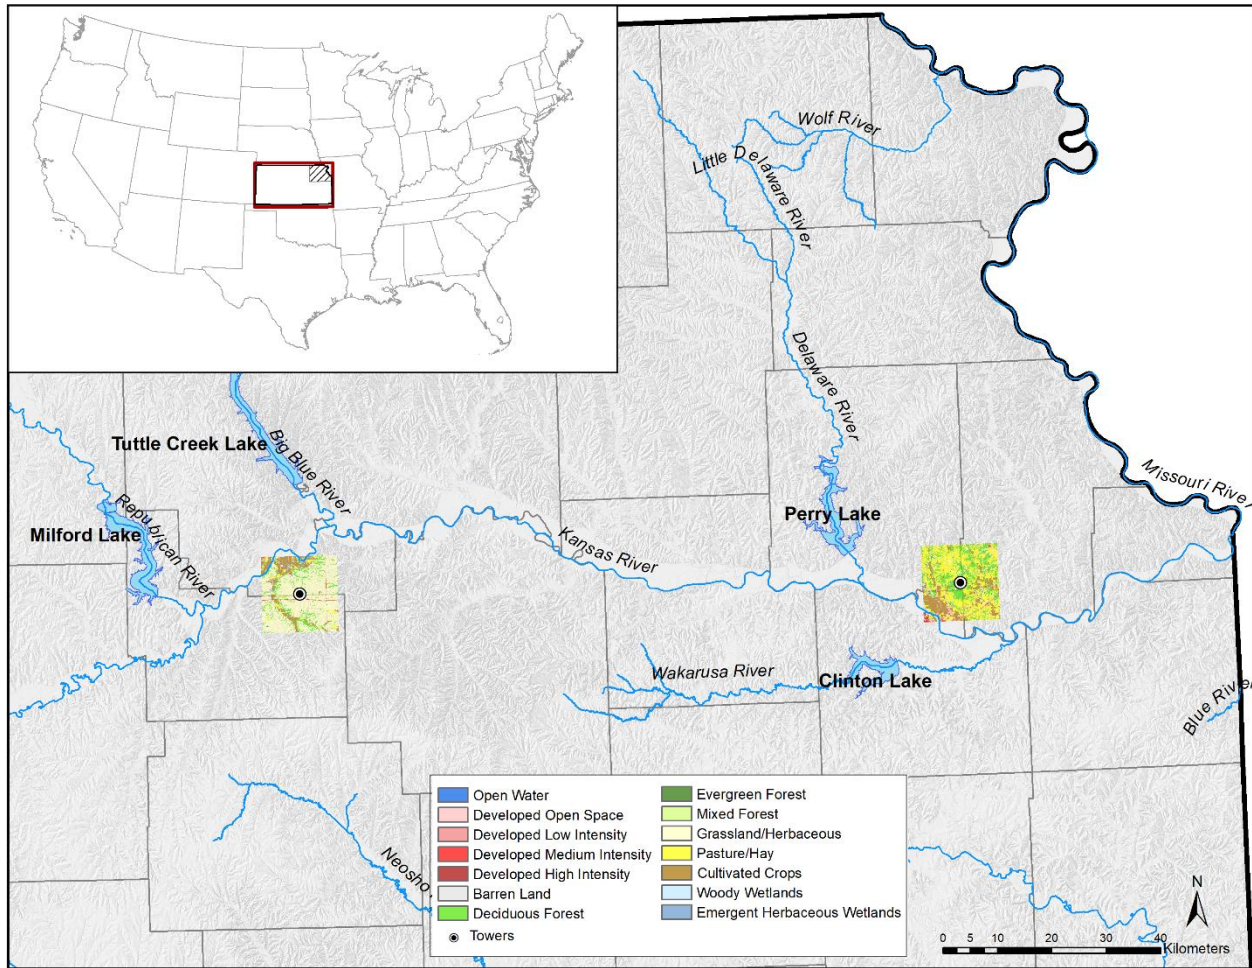 Wolf River
Little Delaware River
Delaware River
Tuttle Creek Lake
Big Blue River
Milford Lake
Republican River
Kansas River
Perry Lake
Missouri River
Wakarusa River
Clinton Lake
Blue River
Neosho
Open Water
Developed Open Space
Developed Low Intensity
Developed Medium Intensity
Developed High Intensity
Barren Land
Deciduous Forest
Towers
Evergreen Forest
Mixed Forest
Grassland/Herbaceous
Pasture/Hay
Cultivated Crops
Woody Wetlands
Emergent Herbaceous Wetlands
N
0 5 10 20 30 40
Kilometers